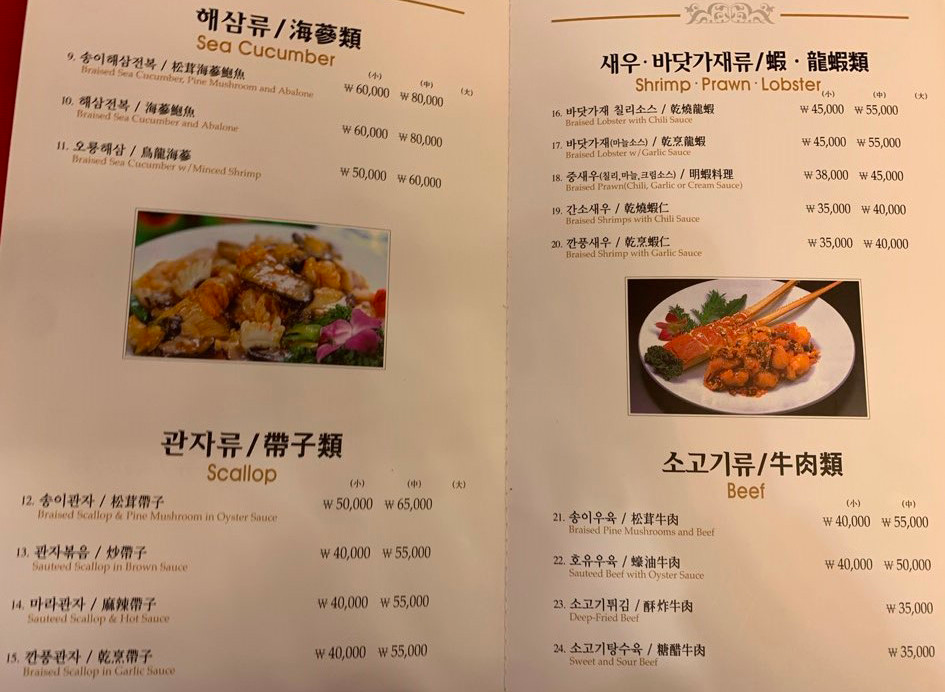 해삼류/海蔘類
Sea Cucumber
(小) (中) (大)
9. 송이해삼전복 / 松茸海蔘鮑魚 ₩ 60,000 ₩ 80,000
Braised Sea Cucumber, Pine Mushroom and Abalone
10. 해삼전복 / 海蔘鮑魚 ₩ 60,000 ₩ 80,000
Braised Sea Cucumber and Abalone
11. 오룡해삼 / 烏龍海蔘 ₩ 50,000 ₩ 60,000
Braised Sea Cucumber w/Minced Shrimp
관자류/帶子類
Scallop
(小) (中) (大)
12. 송이관자 / 松茸帶子 ₩ 50,000 ₩ 65,000
Braised Scallop & Pine Mushroom in Oyster Sauce
13. 관자볶음 / 炒帶子 ₩ 40,000 ₩ 55,000
Sauteed Scallop in Brown Sauce
14. 마라관자 / 麻辣帶子 ₩ 40,000 ₩ 55,000
Sauteed Scallop & Hot Sauce
15. 깐풍관자 / 乾烹帶子 ₩ 40,000 ₩ 55,000
Braised Scallop in Garlic Sauce
새우·바닷가재류/蝦·龍蝦類
Shrimp·Prawn·Lobster
(小) (中) (大)
16. 바닷가재 칠리소스 / 乾燒龍蝦 ₩ 45,000 ₩ 55,000
Braised Lobster with Chili Sauce
17. 바닷가재(마늘소스) / 乾烹龍蝦 ₩ 45,000 ₩ 55,000
Braised Lobster w/Garlic Sauce
18. 중새우(칠리,마늘,크림소스) / 明蝦料理 ₩ 38,000 ₩ 45,000
Braised Prawn(Chili, Garlic or Cream Sauce)
19. 간소새우 / 乾燒蝦仁 ₩ 35,000 ₩ 40,000
Braised Shrimps with Chili Sauce
20. 깐풍새우 / 乾烹蝦仁 ₩ 35,000 ₩ 40,000
Braised Shrimp with Garlic Sauce
소고기류/牛肉類
Beef
(小) (中)
21. 송이우육 / 松茸牛肉 ₩ 40,000 ₩ 55,000
Braised Pine Mushrooms and Beef
22. 호유우육 / 蠔油牛肉 ₩ 40,000 ₩ 50,000
Sauteed Beef with Oyster Sauce
23. 소고기튀김 / 酥炸牛肉 ₩ 35,000
Deep-Fried Beef
24. 소고기탕수육 / 糖醋牛肉 ₩ 35,000
Sweet and Sour Beef